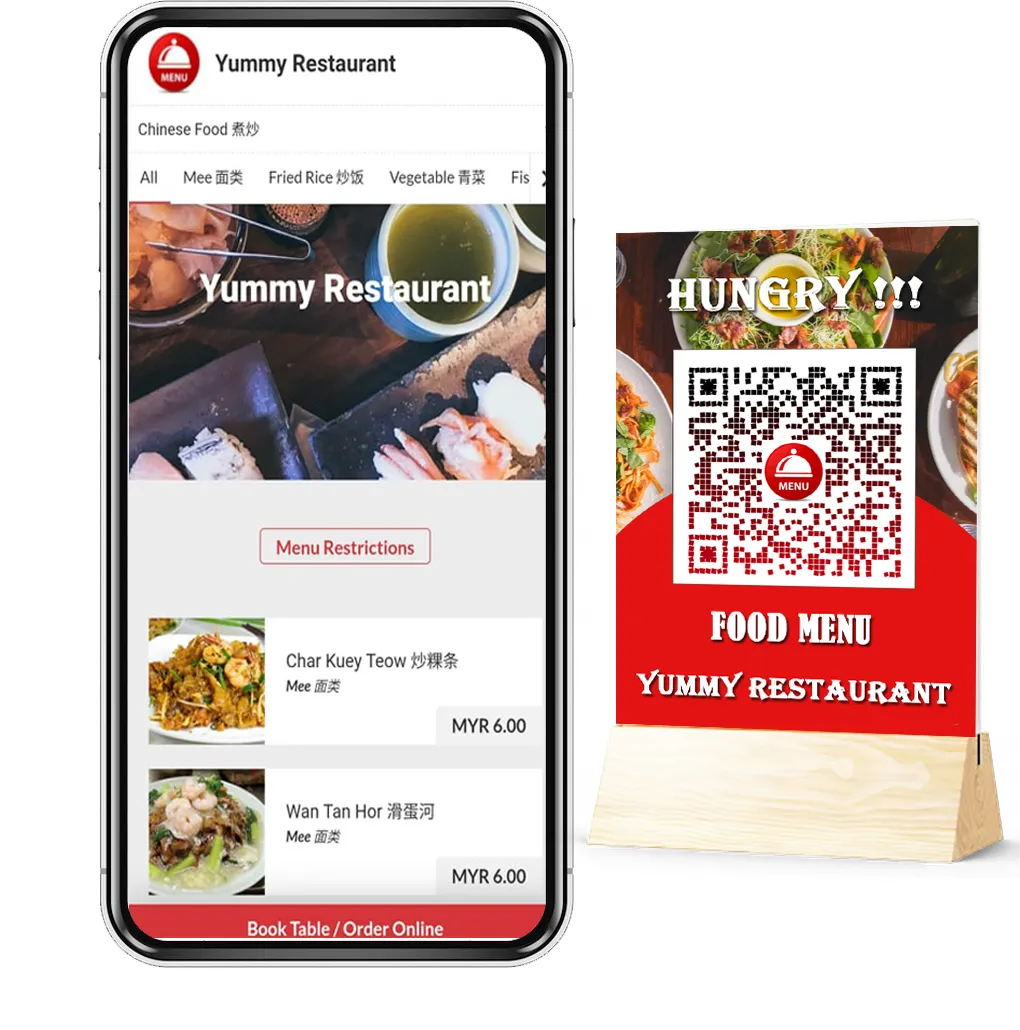 MENU
Yummy Restaurant
Chinese Food 煮炒
All Mee 面类 Fried Rice 炒饭 Vegetable 青菜 Fis
Yummy Restaurant
Menu Restrictions
Char Kuey Teow 炒粿条
Mee 面类
MYR 6.00
Wan Tan Hor 滑蛋河
Mee 面类
MYR 6.00
Book Table / Order Online
HUNGRY !!!
MENU
FOOD MENU
YUMMY RESTAURANT